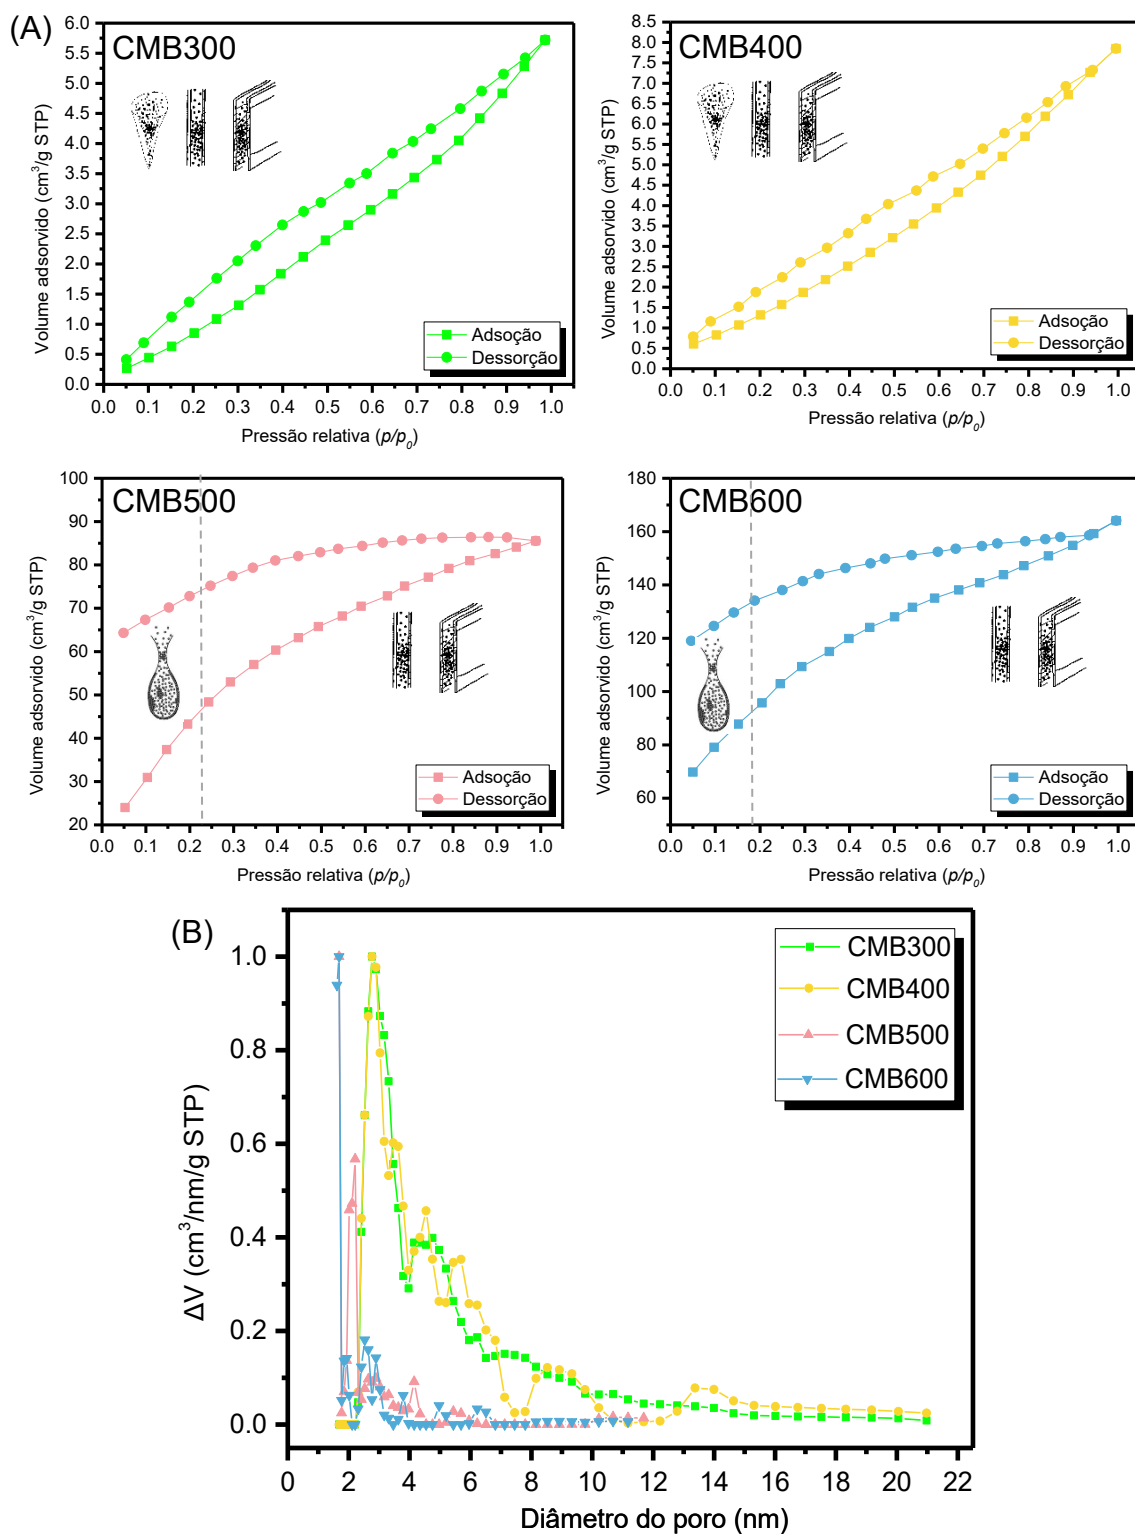 (A)
CMB300
Volume adsorvido (cm³/g STP)
6.0
5.5
5.0
4.5
4.0
3.5
3.0
2.5
2.0
1.5
1.0
0.5
0.0
Adsoção
Dessorção
0.0 0.1 0.2 0.3 0.4 0.5 0.6 0.7 0.8 0.9 1.0
Pressão relativa (p/p₀)
CMB400
Volume adsorvido (cm³/g STP)
8.5
8.0
7.5
7.0
6.5
6.0
5.5
5.0
4.5
4.0
3.5
3.0
2.5
2.0
1.5
1.0
0.5
0.0
Adsoção
Dessorção
0.0 0.1 0.2 0.3 0.4 0.5 0.6 0.7 0.8 0.9 1.0
Pressão relativa (p/p₀)
CMB500
Volume adsorvido (cm³/g STP)
100
90
80
70
60
50
40
30
20
Adsoção
Dessorção
0.0 0.1 0.2 0.3 0.4 0.5 0.6 0.7 0.8 0.9 1.0
Pressão relativa (p/p₀)
CMB600
Volume adsorvido (cm³/g STP)
180
160
140
120
100
80
60
Adsoção
Dessorção
0.0 0.1 0.2 0.3 0.4 0.5 0.6 0.7 0.8 0.9 1.0
Pressão relativa (p/p₀)
(B)
ΔV (cm³/nm/g STP)
1.0
0.8
0.6
0.4
0.2
0.0
CMB300
CMB400
CMB500
CMB600
0 2 4 6 8 10 12 14 16 18 20 22
Diâmetro do poro (nm)